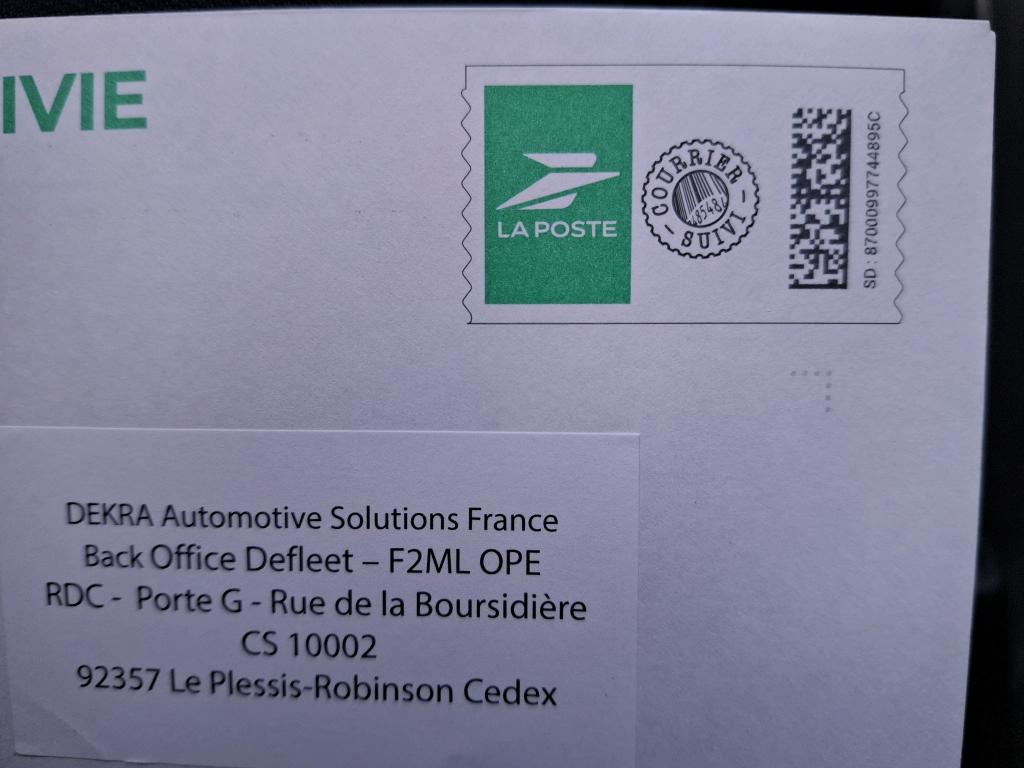 IVIE
LA POSTE
COURRIER
SUIVI
SD : 87000997744895C
DEKRA Automotive Solutions France
Back Office Defleet – F2ML OPE
RDC - Porte G - Rue de la Boursidière
CS 10002
92357 Le Plessis-Robinson Cedex